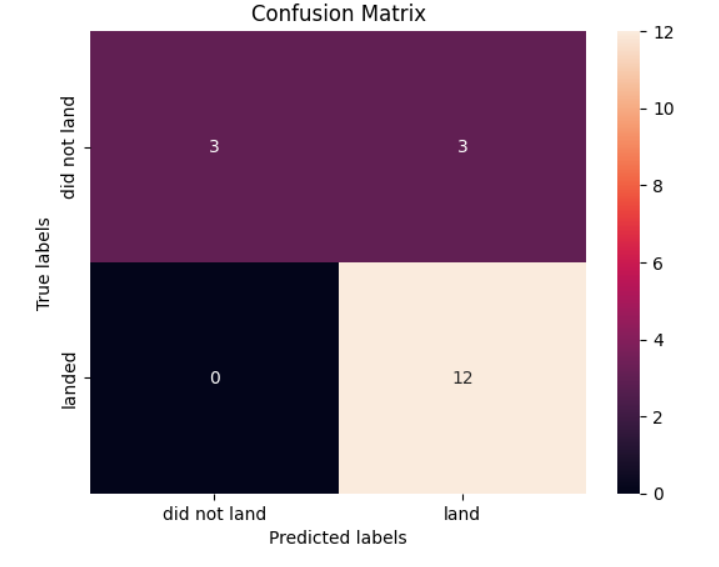 Confusion Matrix
True labels
did not land
landed
3
3
0
12
did not land
land
Predicted labels
12
10
8
6
4
2
0